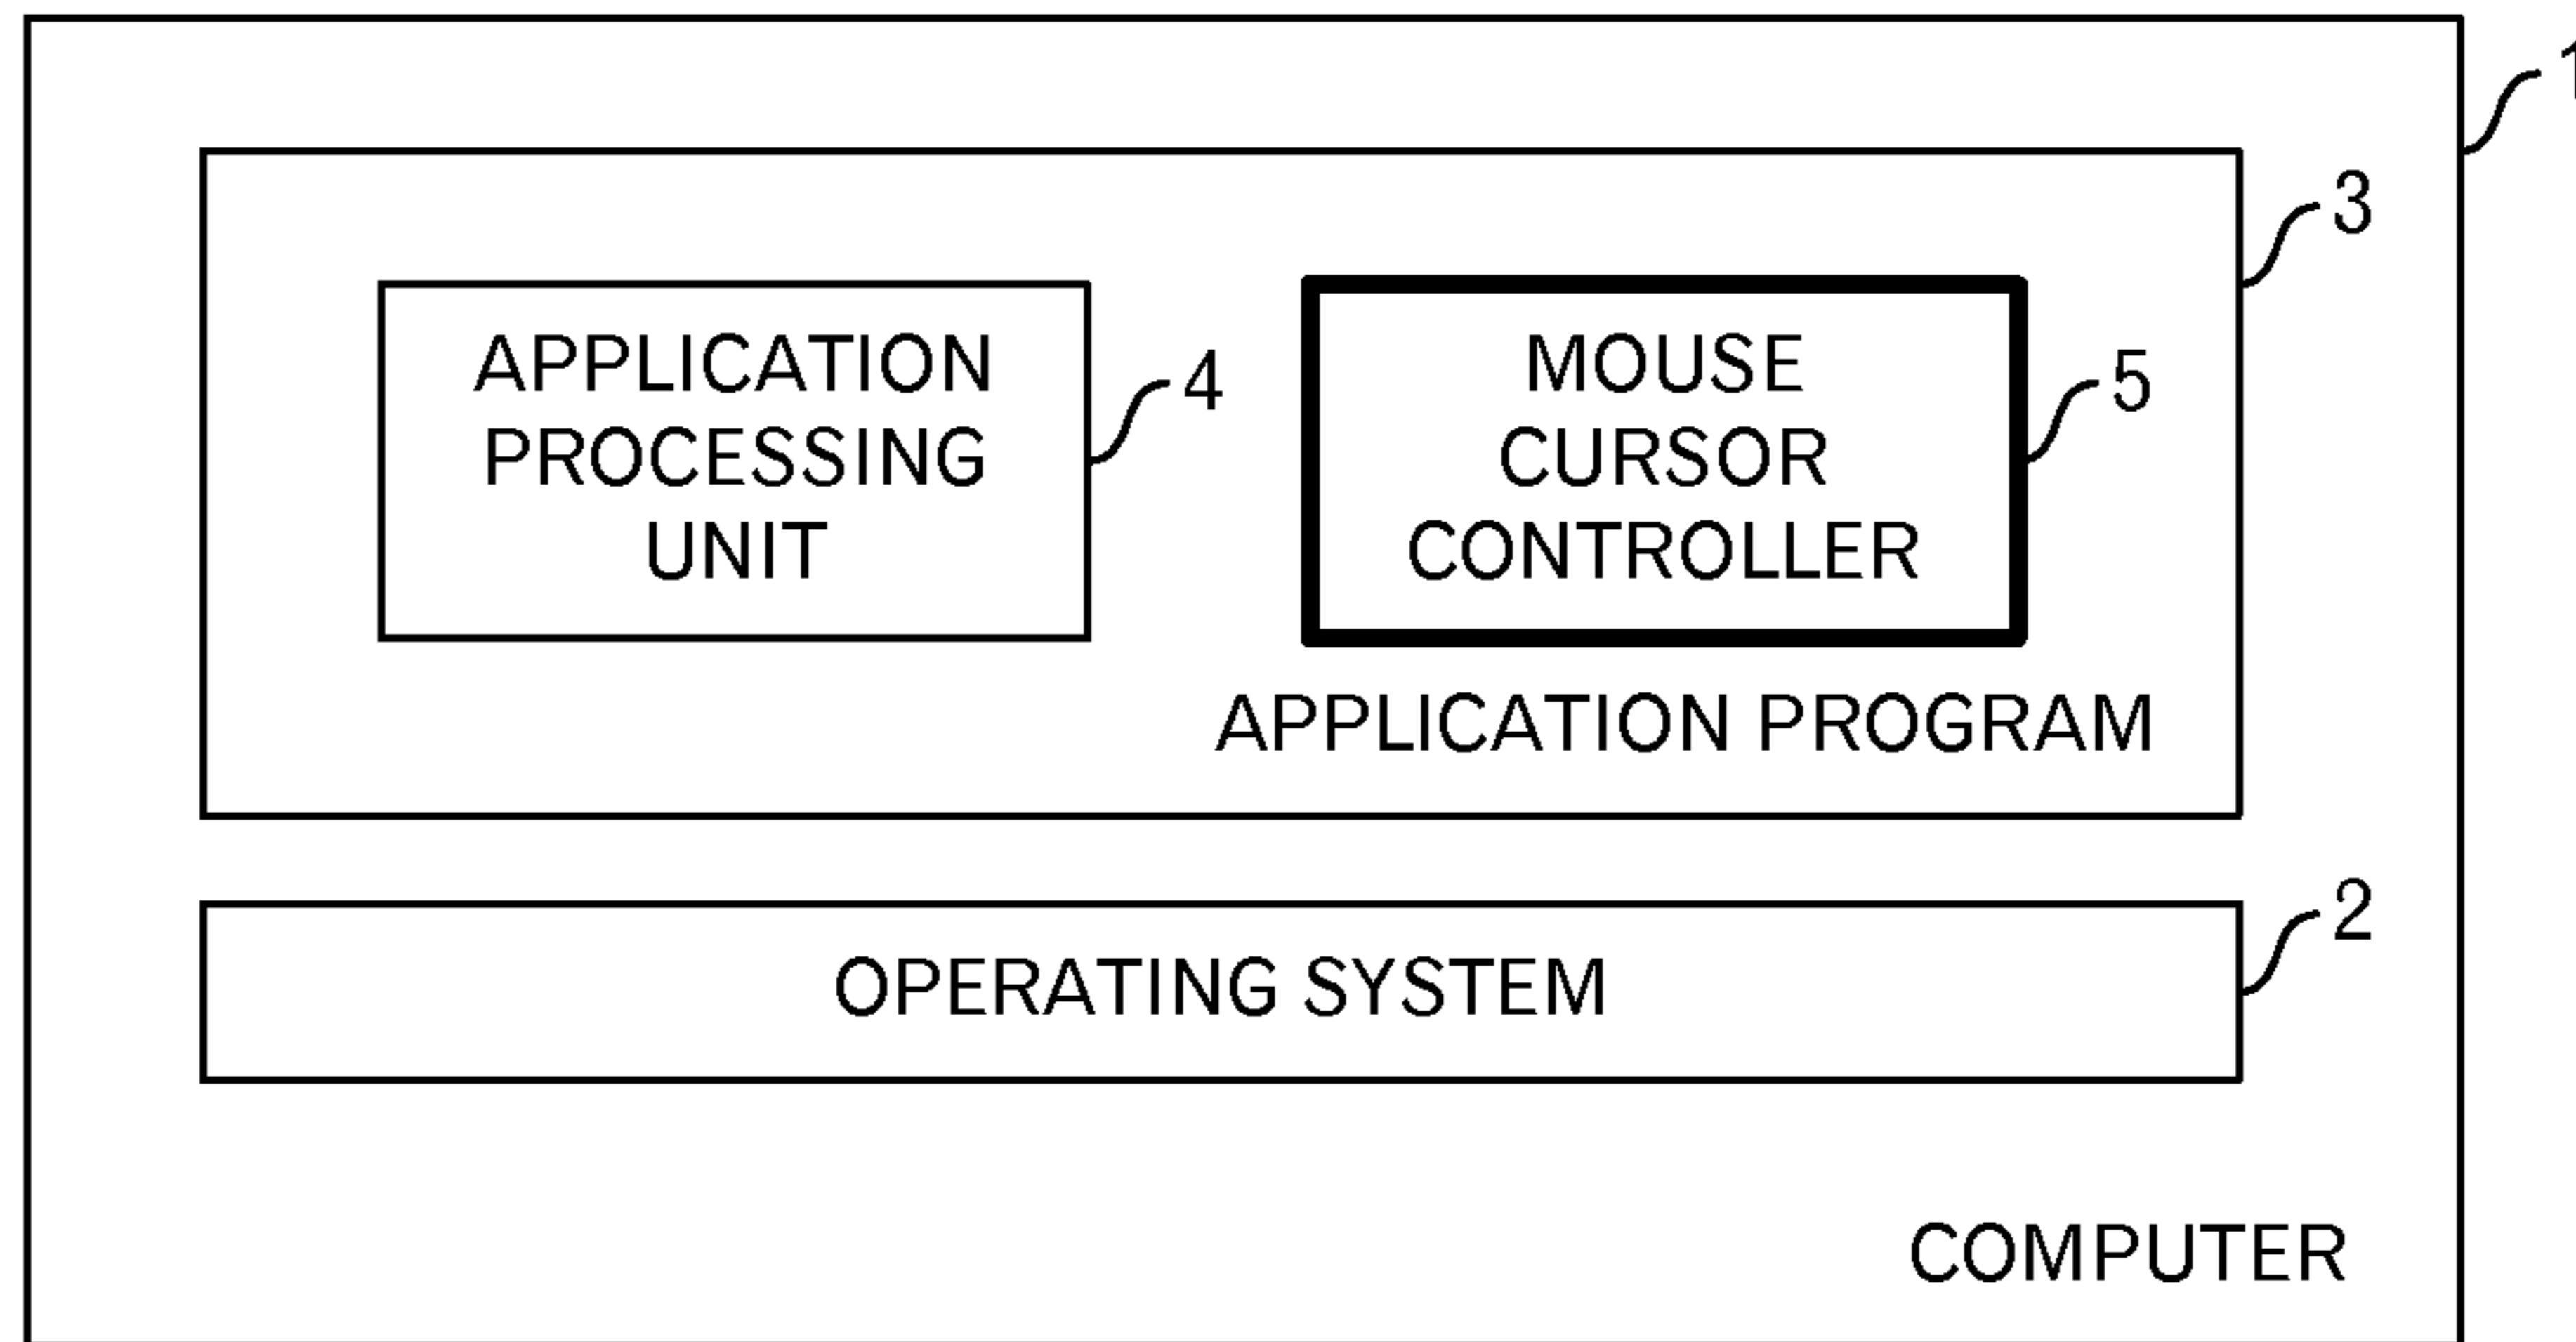 1
3
APPLICATION
PROCESSING
UNIT
4
MOUSE
CURSOR
CONTROLLER
5
APPLICATION PROGRAM
2
OPERATING SYSTEM
COMPUTER